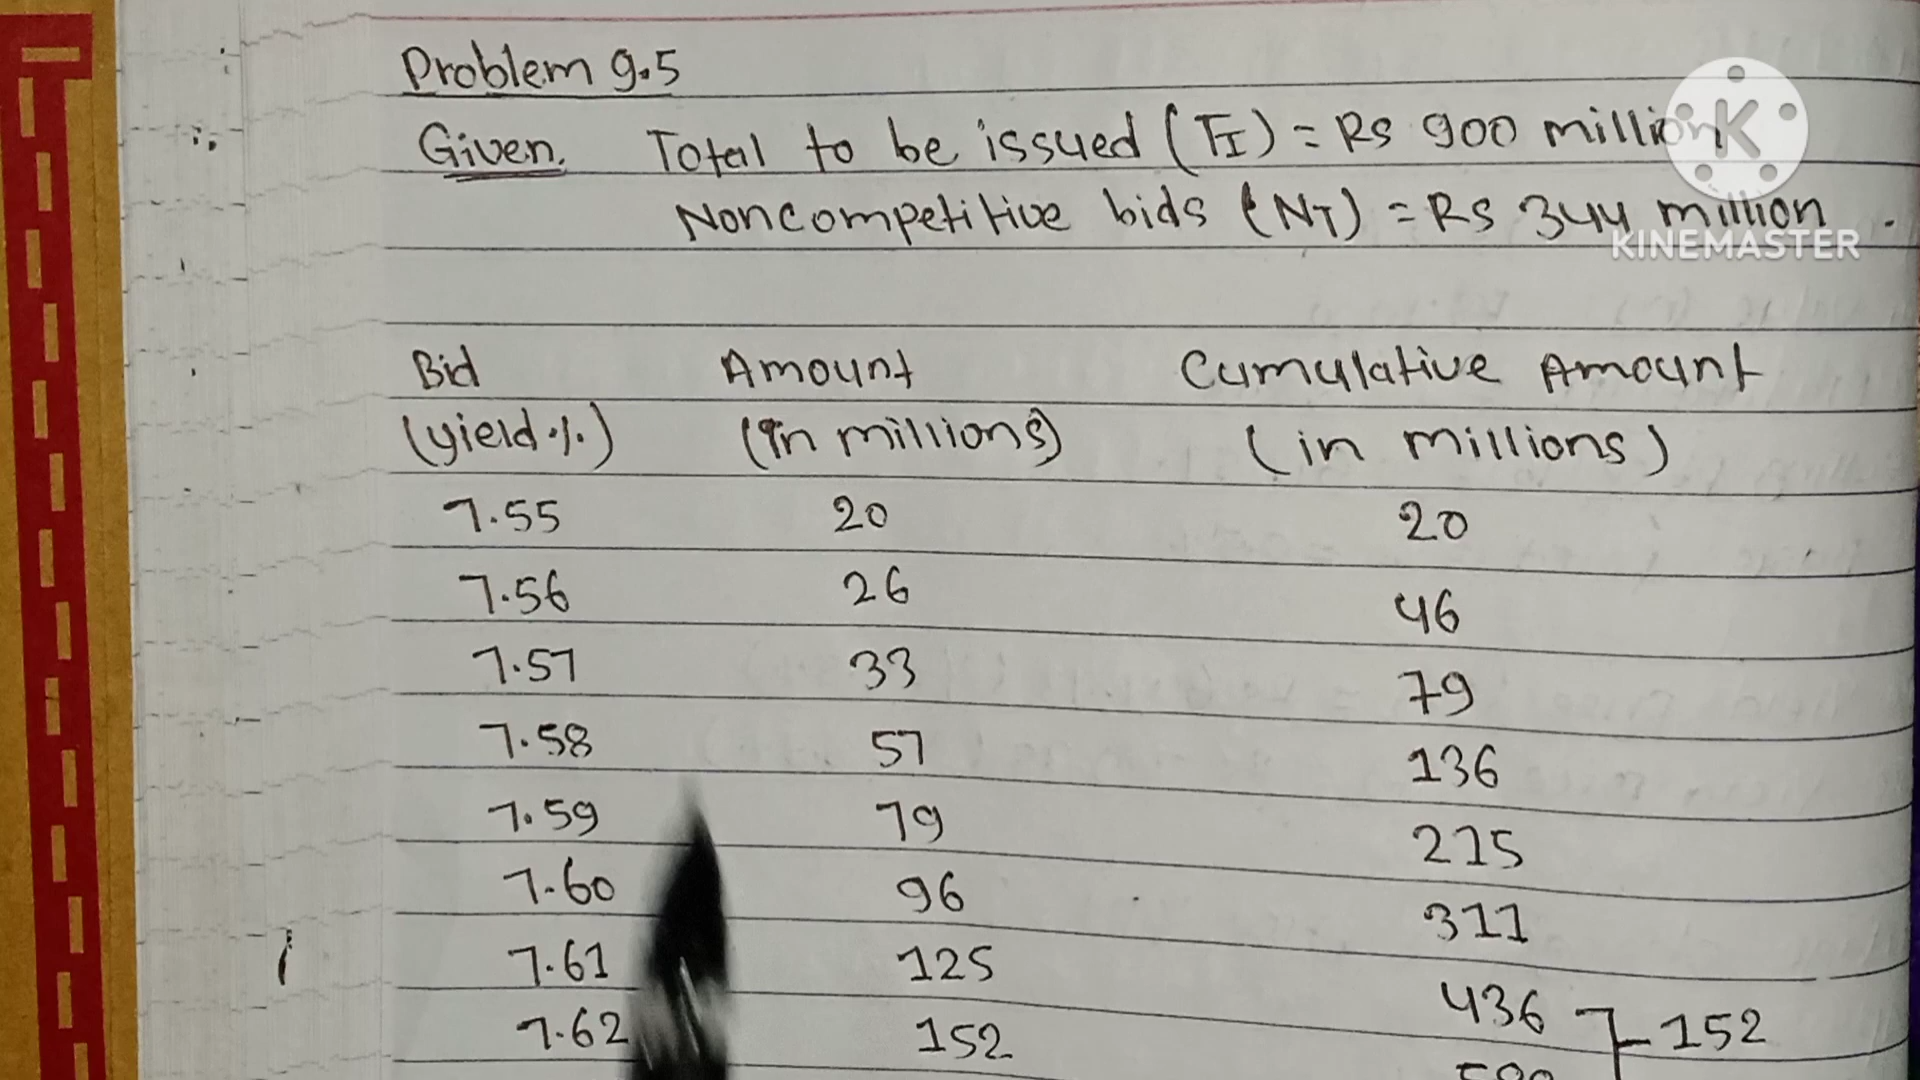 Problem 9.5
Given. Total to be issued (TI) = Rs 900 million
Noncompetitive bids (NT) = Rs 344 million.
KINEMASTER
Bid Amount Cumulative Amount
(yield %) (in millions) (in millions)
7.55 20 20
7.56 26 46
7.57 33 79
7.58 57 136
7.59 79 215
7.60 96 311
7.61 125 436
7.62 152 152